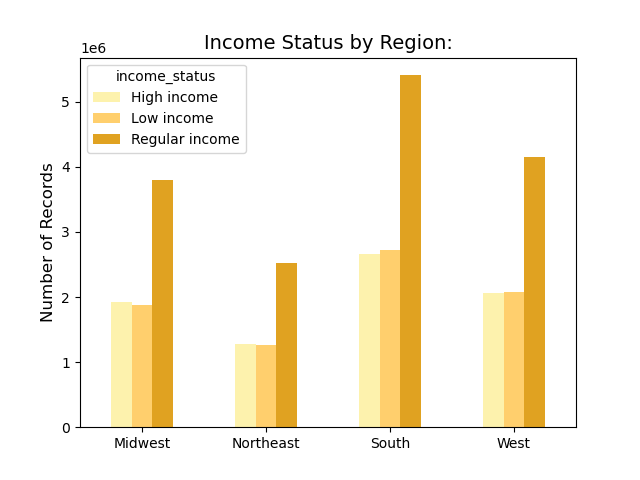 Income Status by Region:
1e6
income_status
High income
Low income
Regular income
Number of Records
5
4
3
2
1
0
Midwest Northeast South West